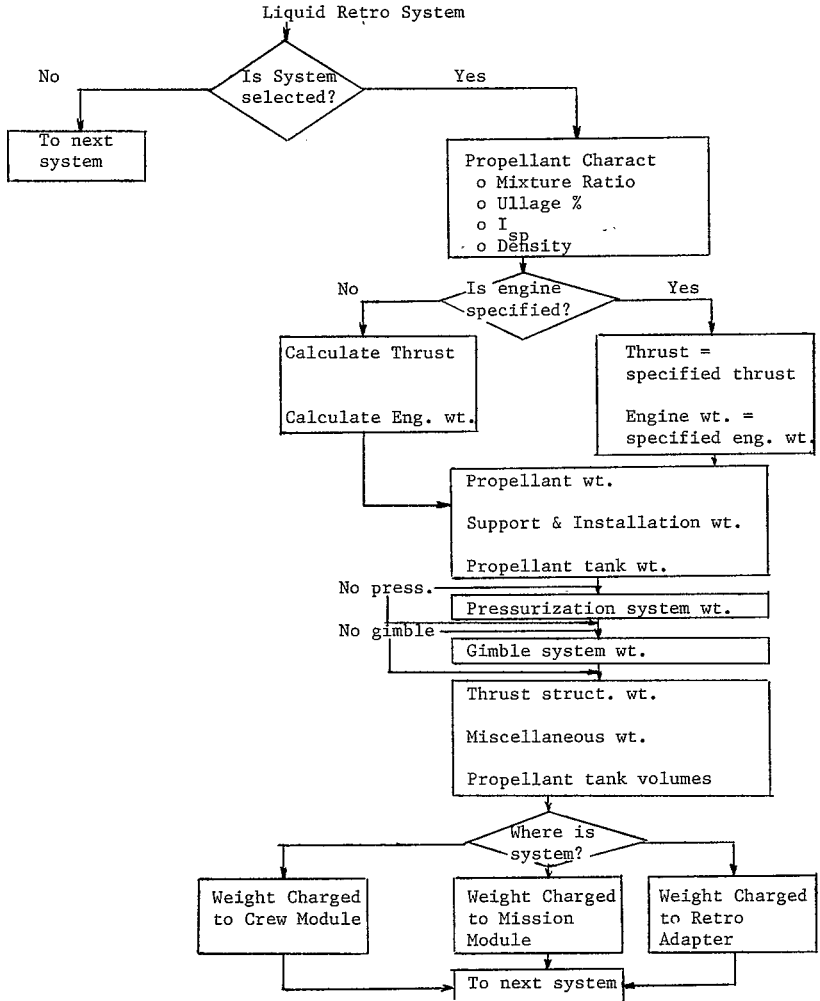 Liquid Retro System
Is System
selected?
No
Yes
To next
system
Propellant Charact
o Mixture Ratio
o Ullage %
o I sp
o Density
Is engine
specified?
No
Yes
Calculate Thrust
Calculate Eng. wt.
Thrust =
specified thrust
Engine wt. =
specified eng. wt.
Propellant wt.
Support & Installation wt.
Propellant tank wt.
No press.
Pressurization system wt.
No gimble
Gimble system wt.
Thrust struct. wt.
Miscellaneous wt.
Propellant tank volumes
Where is
system?
Weight Charged
to Crew Module
Weight Charged
to Mission
Module
Weight Charged
to Retro
Adapter
To next system